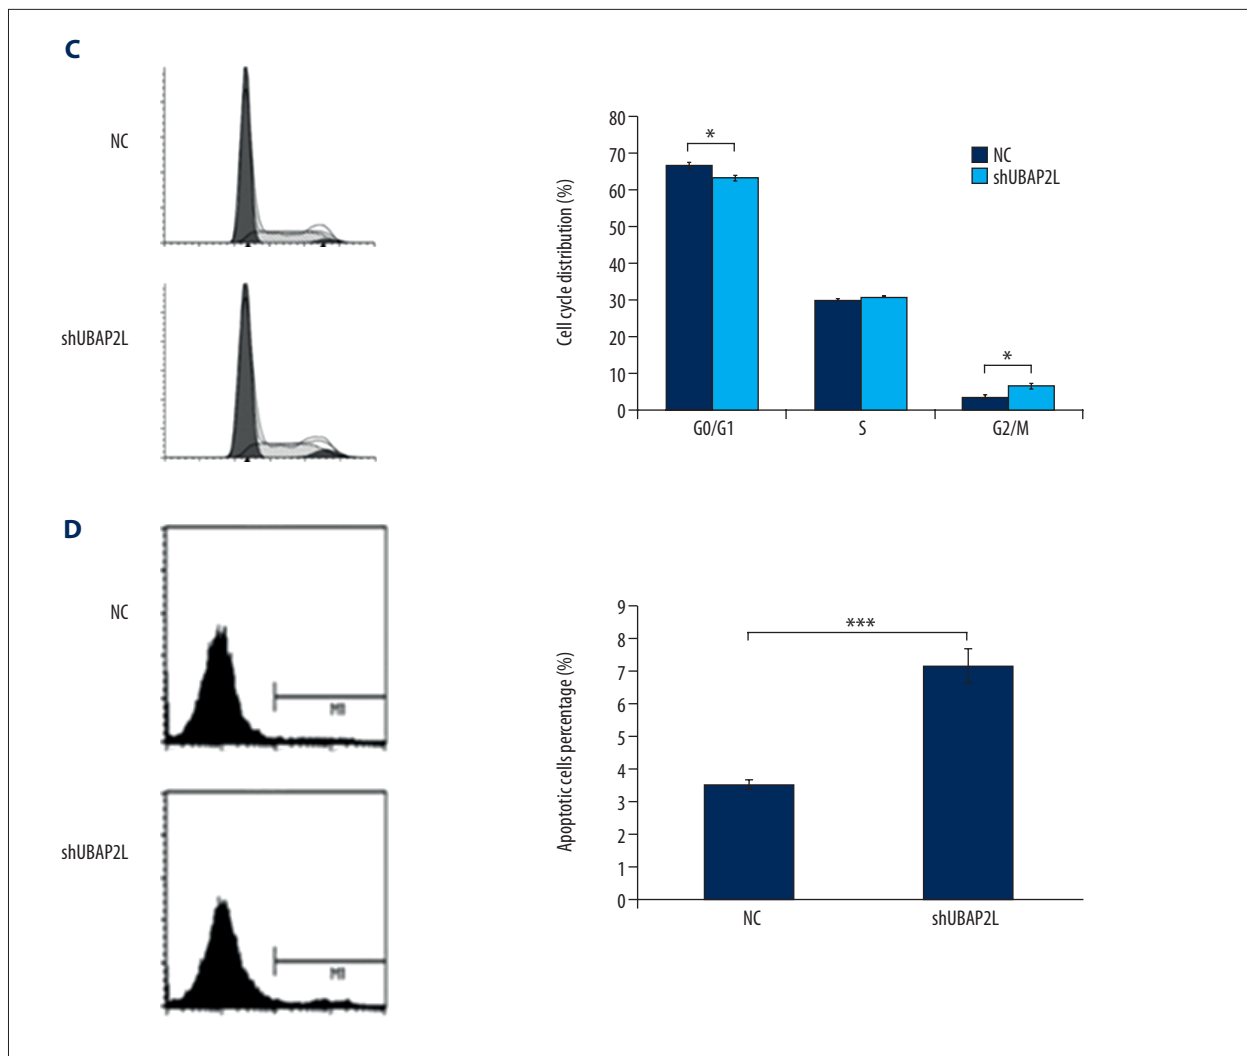 C
NC
shUBAP2L
80
70
60
50
40
30
20
10
0
Cell cycle distribution (%)
*
*
NC
shUBAP2L
G0/G1
S
G2/M
D
NC
M1
shUBAP2L
M1
9
8
7
6
5
4
3
2
1
0
Apoptotic cells percentage (%)
***
NC
shUBAP2L